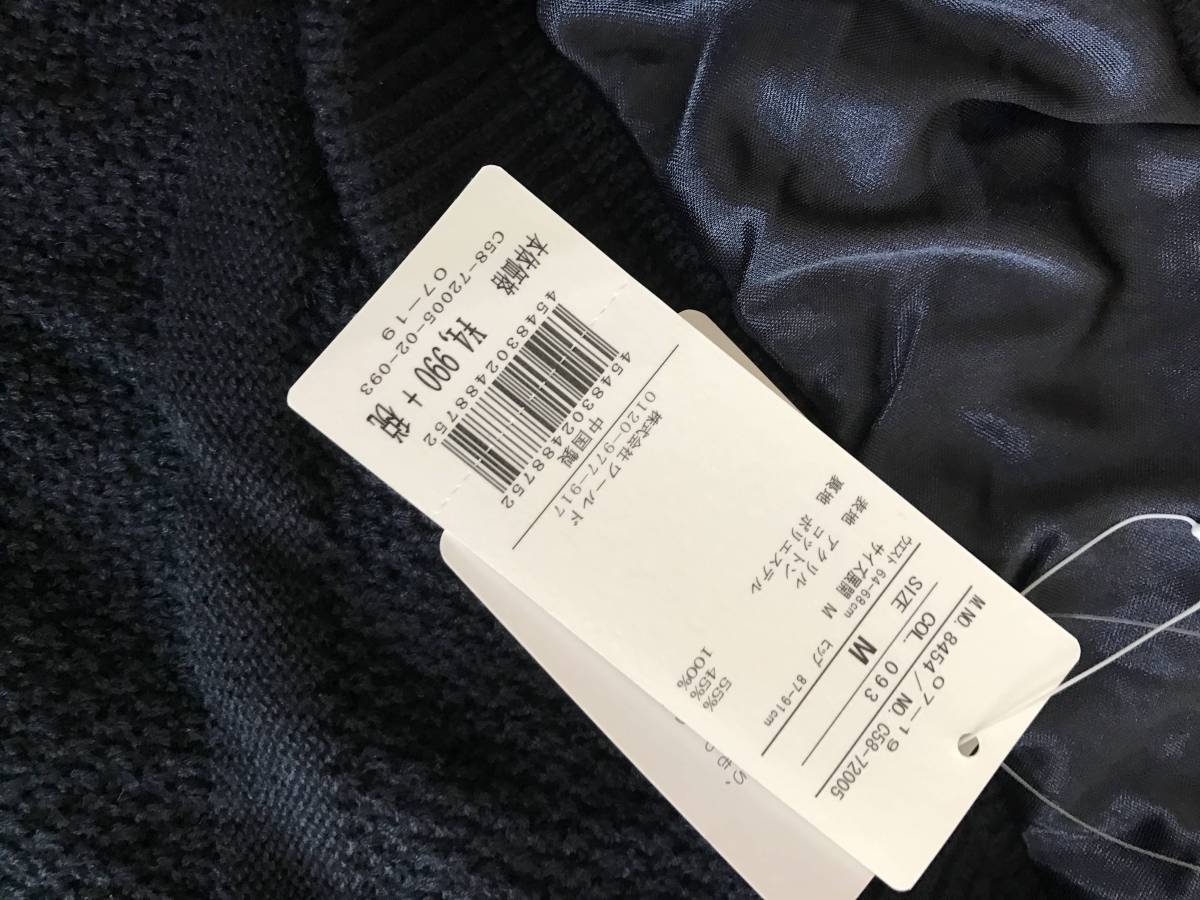 07-19
M.NO. 8454 / NO. C58-72005
COL. 093
SIZE M
サイズ展開 M
ウエスト 64-68cm ヒップ 87-91cm
表地 アクリル 55%
コットン 45%
裏地 ポリエステル 100%
株式会社ワールド
0120-977-917
中国製
4548302488752
4548302488752
C58-72005-02-093
07-19
本体価格
¥4,990+税